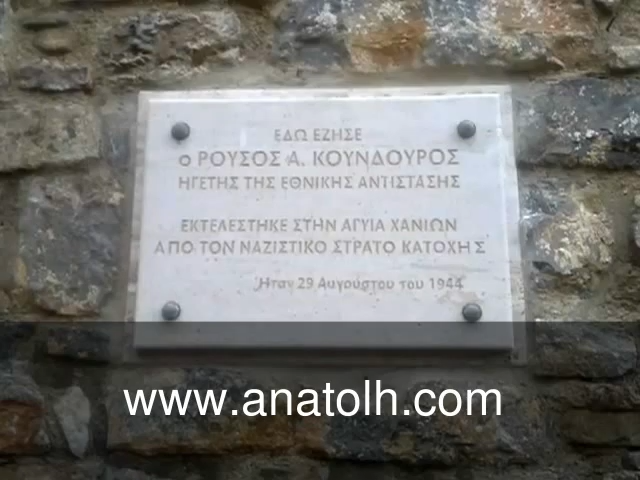 ΕΔΩ ΕΖΗΣΕ
ο ΡΟΥΣΟΣ Α. ΚΟΥΝΔΟΥΡΟΣ
ΗΓΕΤΗΣ ΤΗΣ ΕΘΝΙΚΗΣ ΑΝΤΙΣΤΑΣΗΣ
ΕΚΤΕΛΕΣΤΗΚΕ ΣΤΗΝ ΑΓΥΙΑ ΧΑΝΙΩΝ
ΑΠΟ ΤΟΝ ΝΑΖΙΣΤΙΚΟ ΣΤΡΑΤΟ ΚΑΤΟΧΗΣ
Ήταν 29 Αυγούστου του 1944
www.anatolh.com